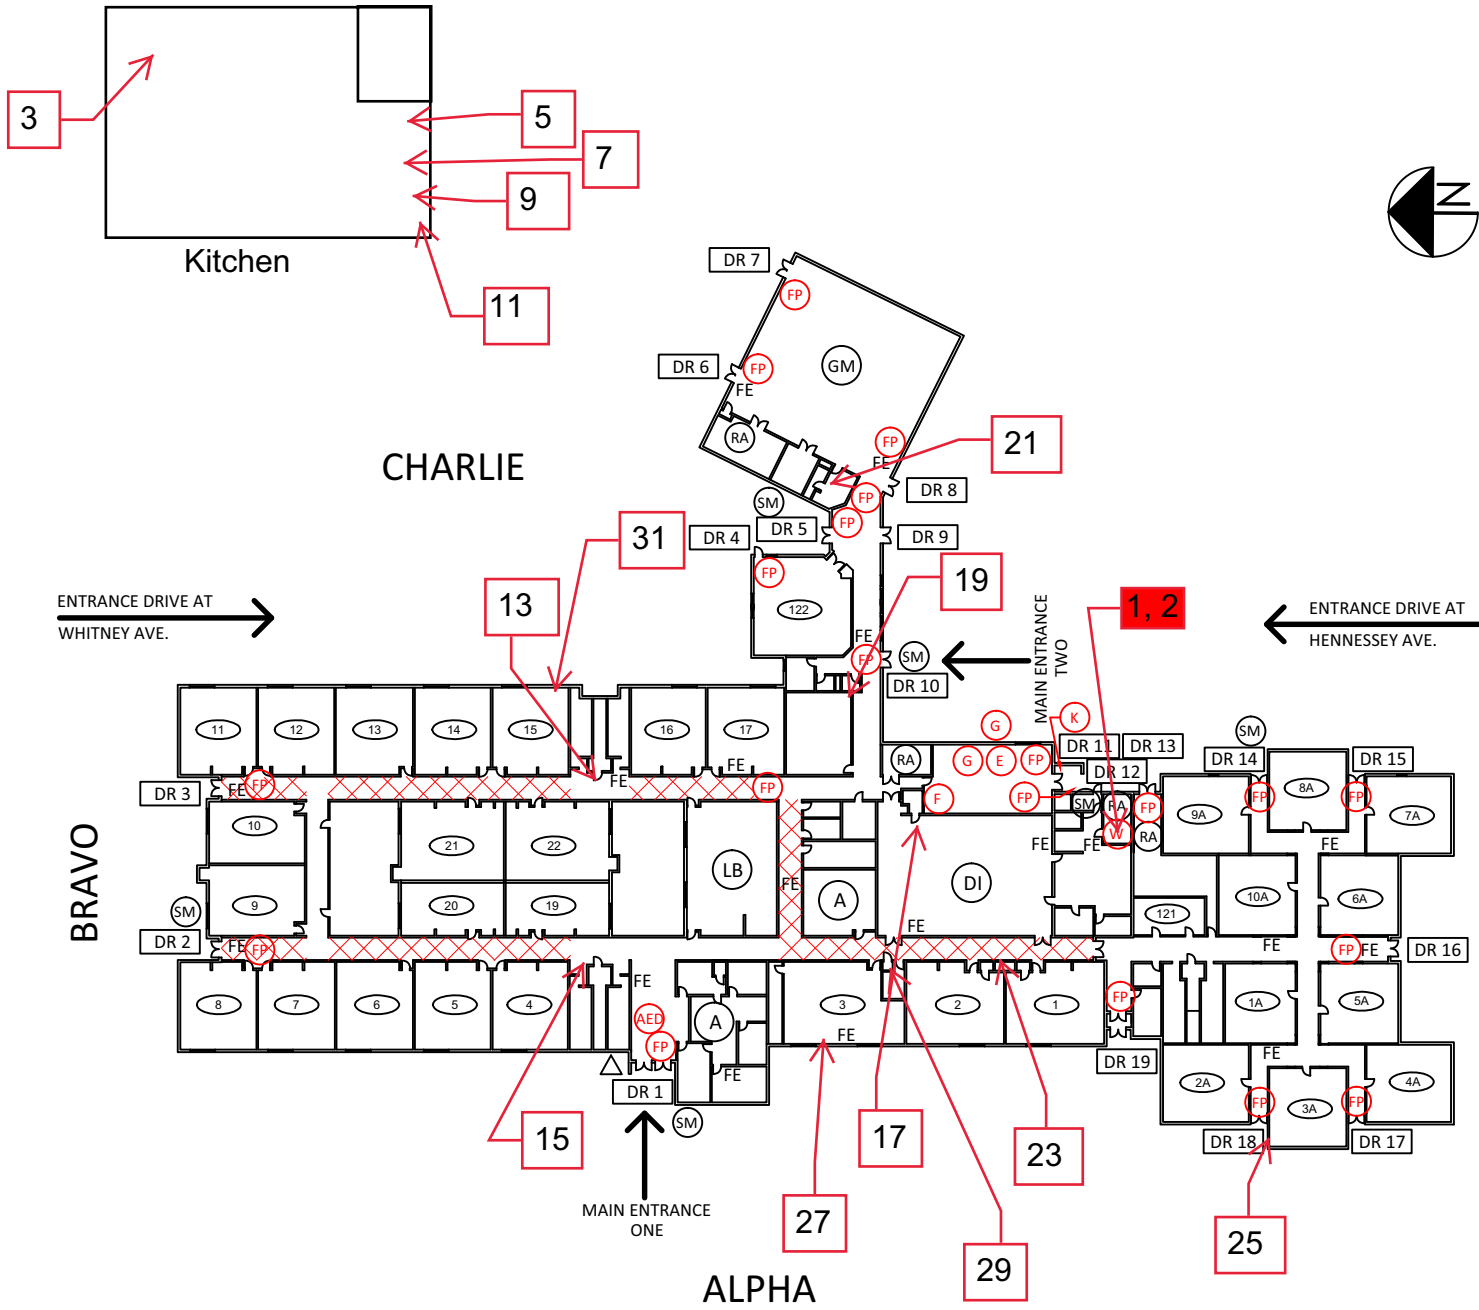 3
5
7
9
Kitchen
11
N
DR 7
FP
DR 6
FP
GM
FE
RA
FP
21
FE
CHARLIE
DR 8
FP
SM
FP
DR 5
DR 4
DR 9
31
FP
19
13
1, 2
122
ENTRANCE DRIVE AT
WHITNEY AVE.
ENTRANCE DRIVE AT
HENNESSEY AVE.
FE
FP
SM
MAIN ENTRANCE
TWO
DR 10
11
12
13
14
15
16
17
G
K
SM
RA
G
E
FP
DR 11
DR 13
DR 14
DR 15
FE
FE
DR 12
DR 3
FE
FP
FP
F
FP
SM
RA
FP
FP
8A
FP
10
9A
7A
21
22
FE
FE
W
RA
FE
LB
FE
A
DI
BRAVO
9
20
19
10A
6A
SM
121
DR 2
FE
FP
FE
FE
FP
FE
DR 16
FE
8
7
6
5
4
AED
A
3
2
1
FP
1A
5A
FP
FE
FE
15
DR 1
FE
DR 19
2A
4A
FP
3A
FP
SM
DR 18
DR 17
17
23
MAIN ENTRANCE
ONE
27
29
25
ALPHA